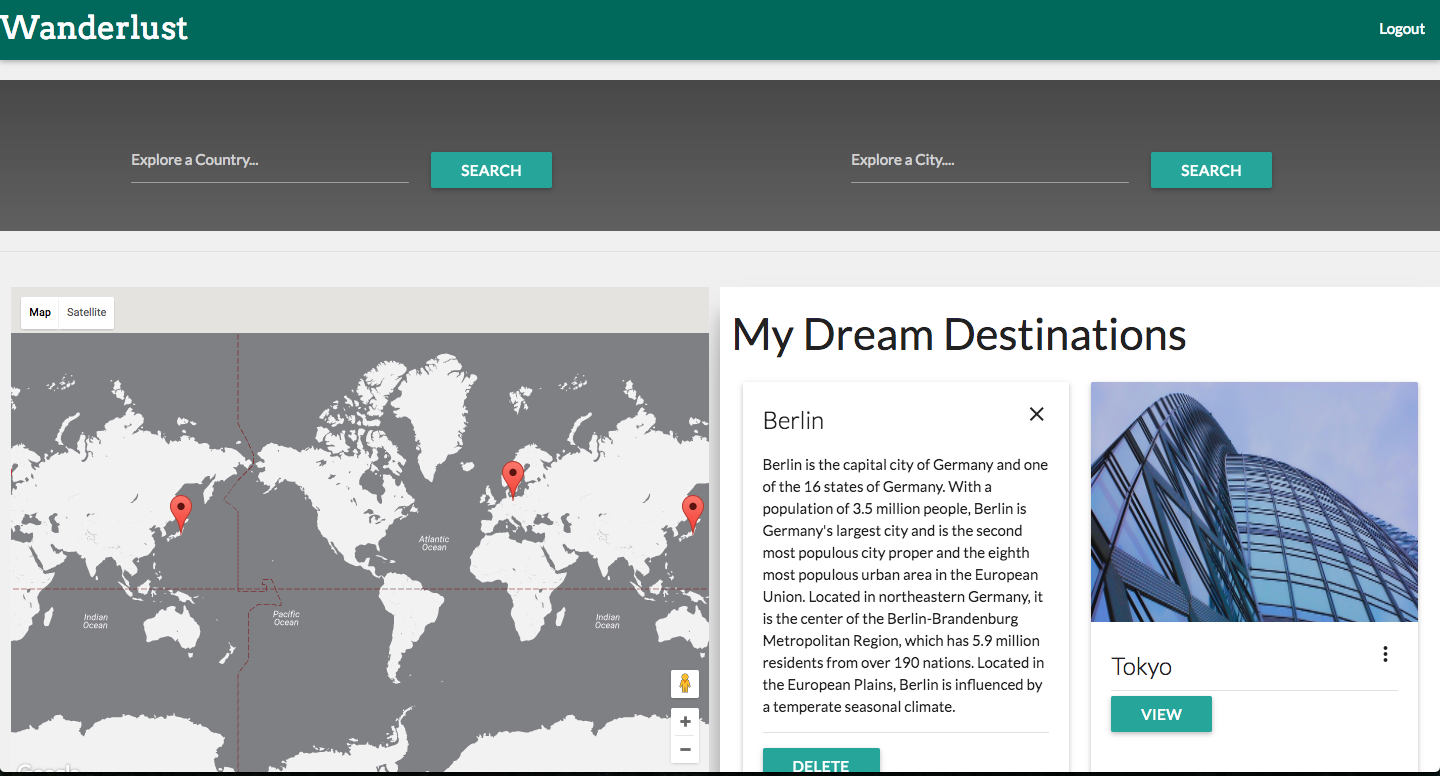 Wanderlust
Logout
Explore a Country...
SEARCH
Explore a City....
SEARCH
Map
Satellite
Atlantic
Ocean
Indian
Ocean
Pacific
Ocean
Indian
Ocean
Google
My Dream Destinations
Berlin
Berlin is the capital city of Germany and one
of the 16 states of Germany. With a
population of 3.5 million people, Berlin is
Germany's largest city and is the second
most populous city proper and the eighth
most populous urban area in the European
Union. Located in northeastern Germany, it
is the center of the Berlin-Brandenburg
Metropolitan Region, which has 5.9 million
residents from over 190 nations. Located in
the European Plains, Berlin is influenced by
a temperate seasonal climate.
DELETE
Tokyo
VIEW